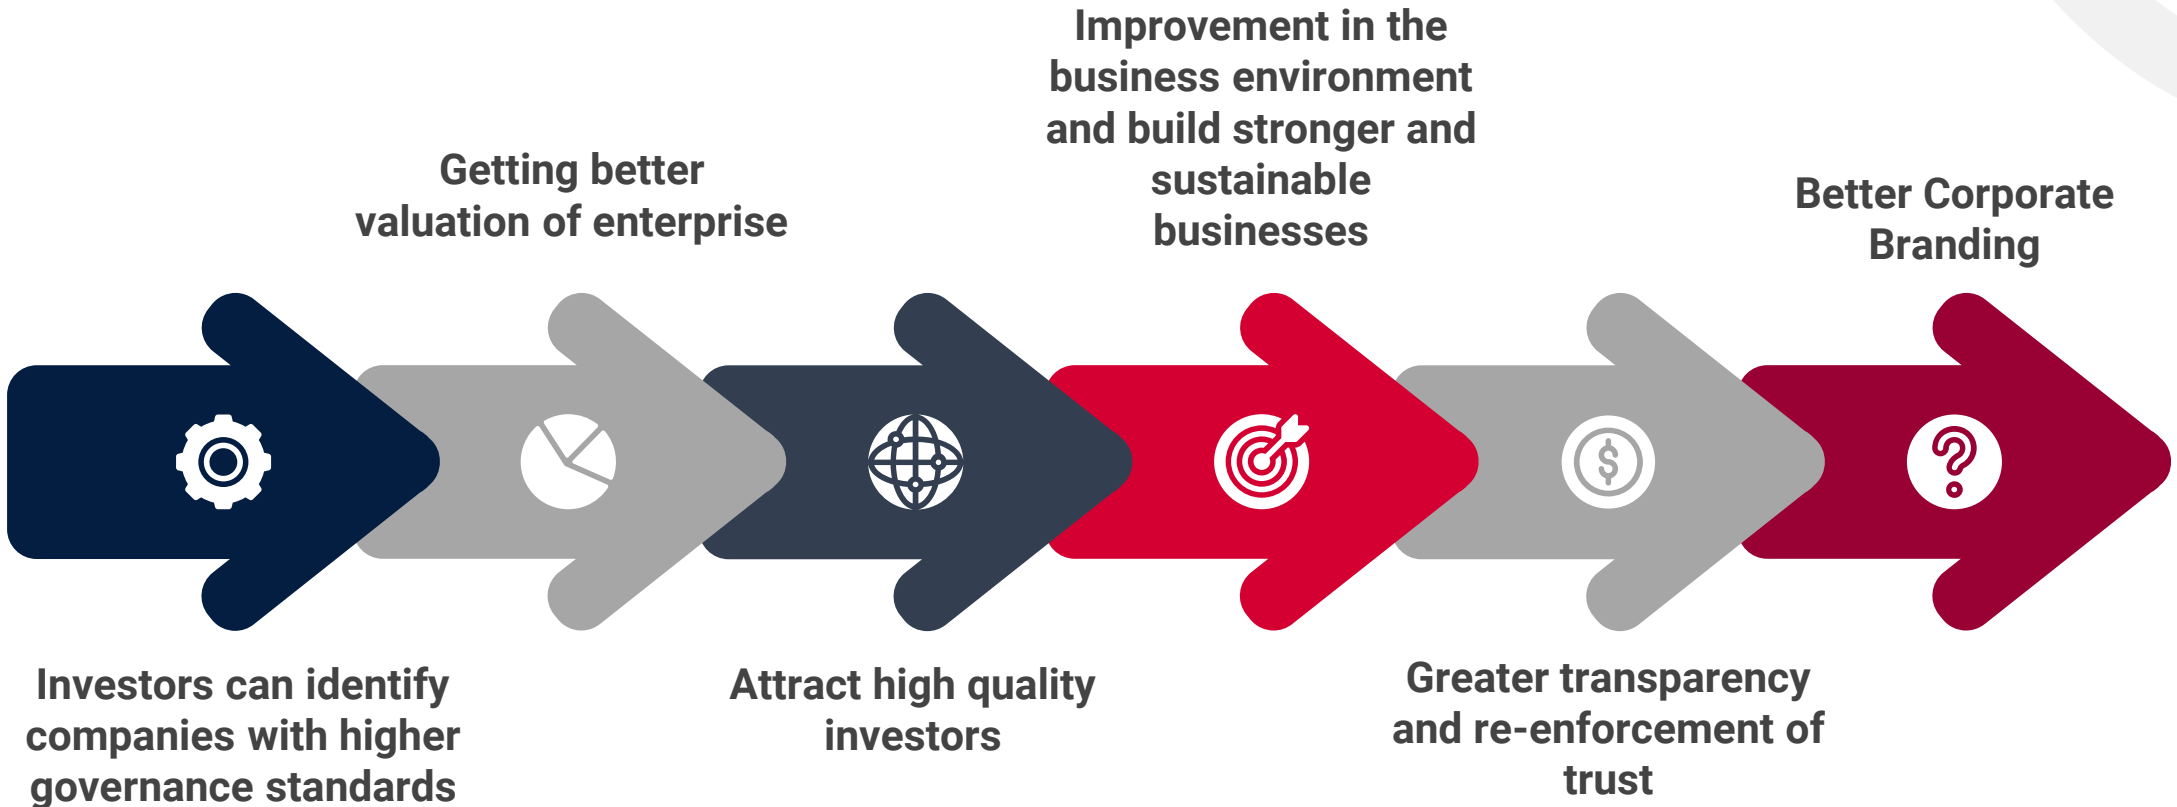 Investors can identify
companies with higher
governance standards
Getting better
valuation of enterprise
Attract high quality
investors
Improvement in the
business environment
and build stronger and
sustainable
businesses
Greater transparency
and re-enforcement of
trust
Better Corporate
Branding